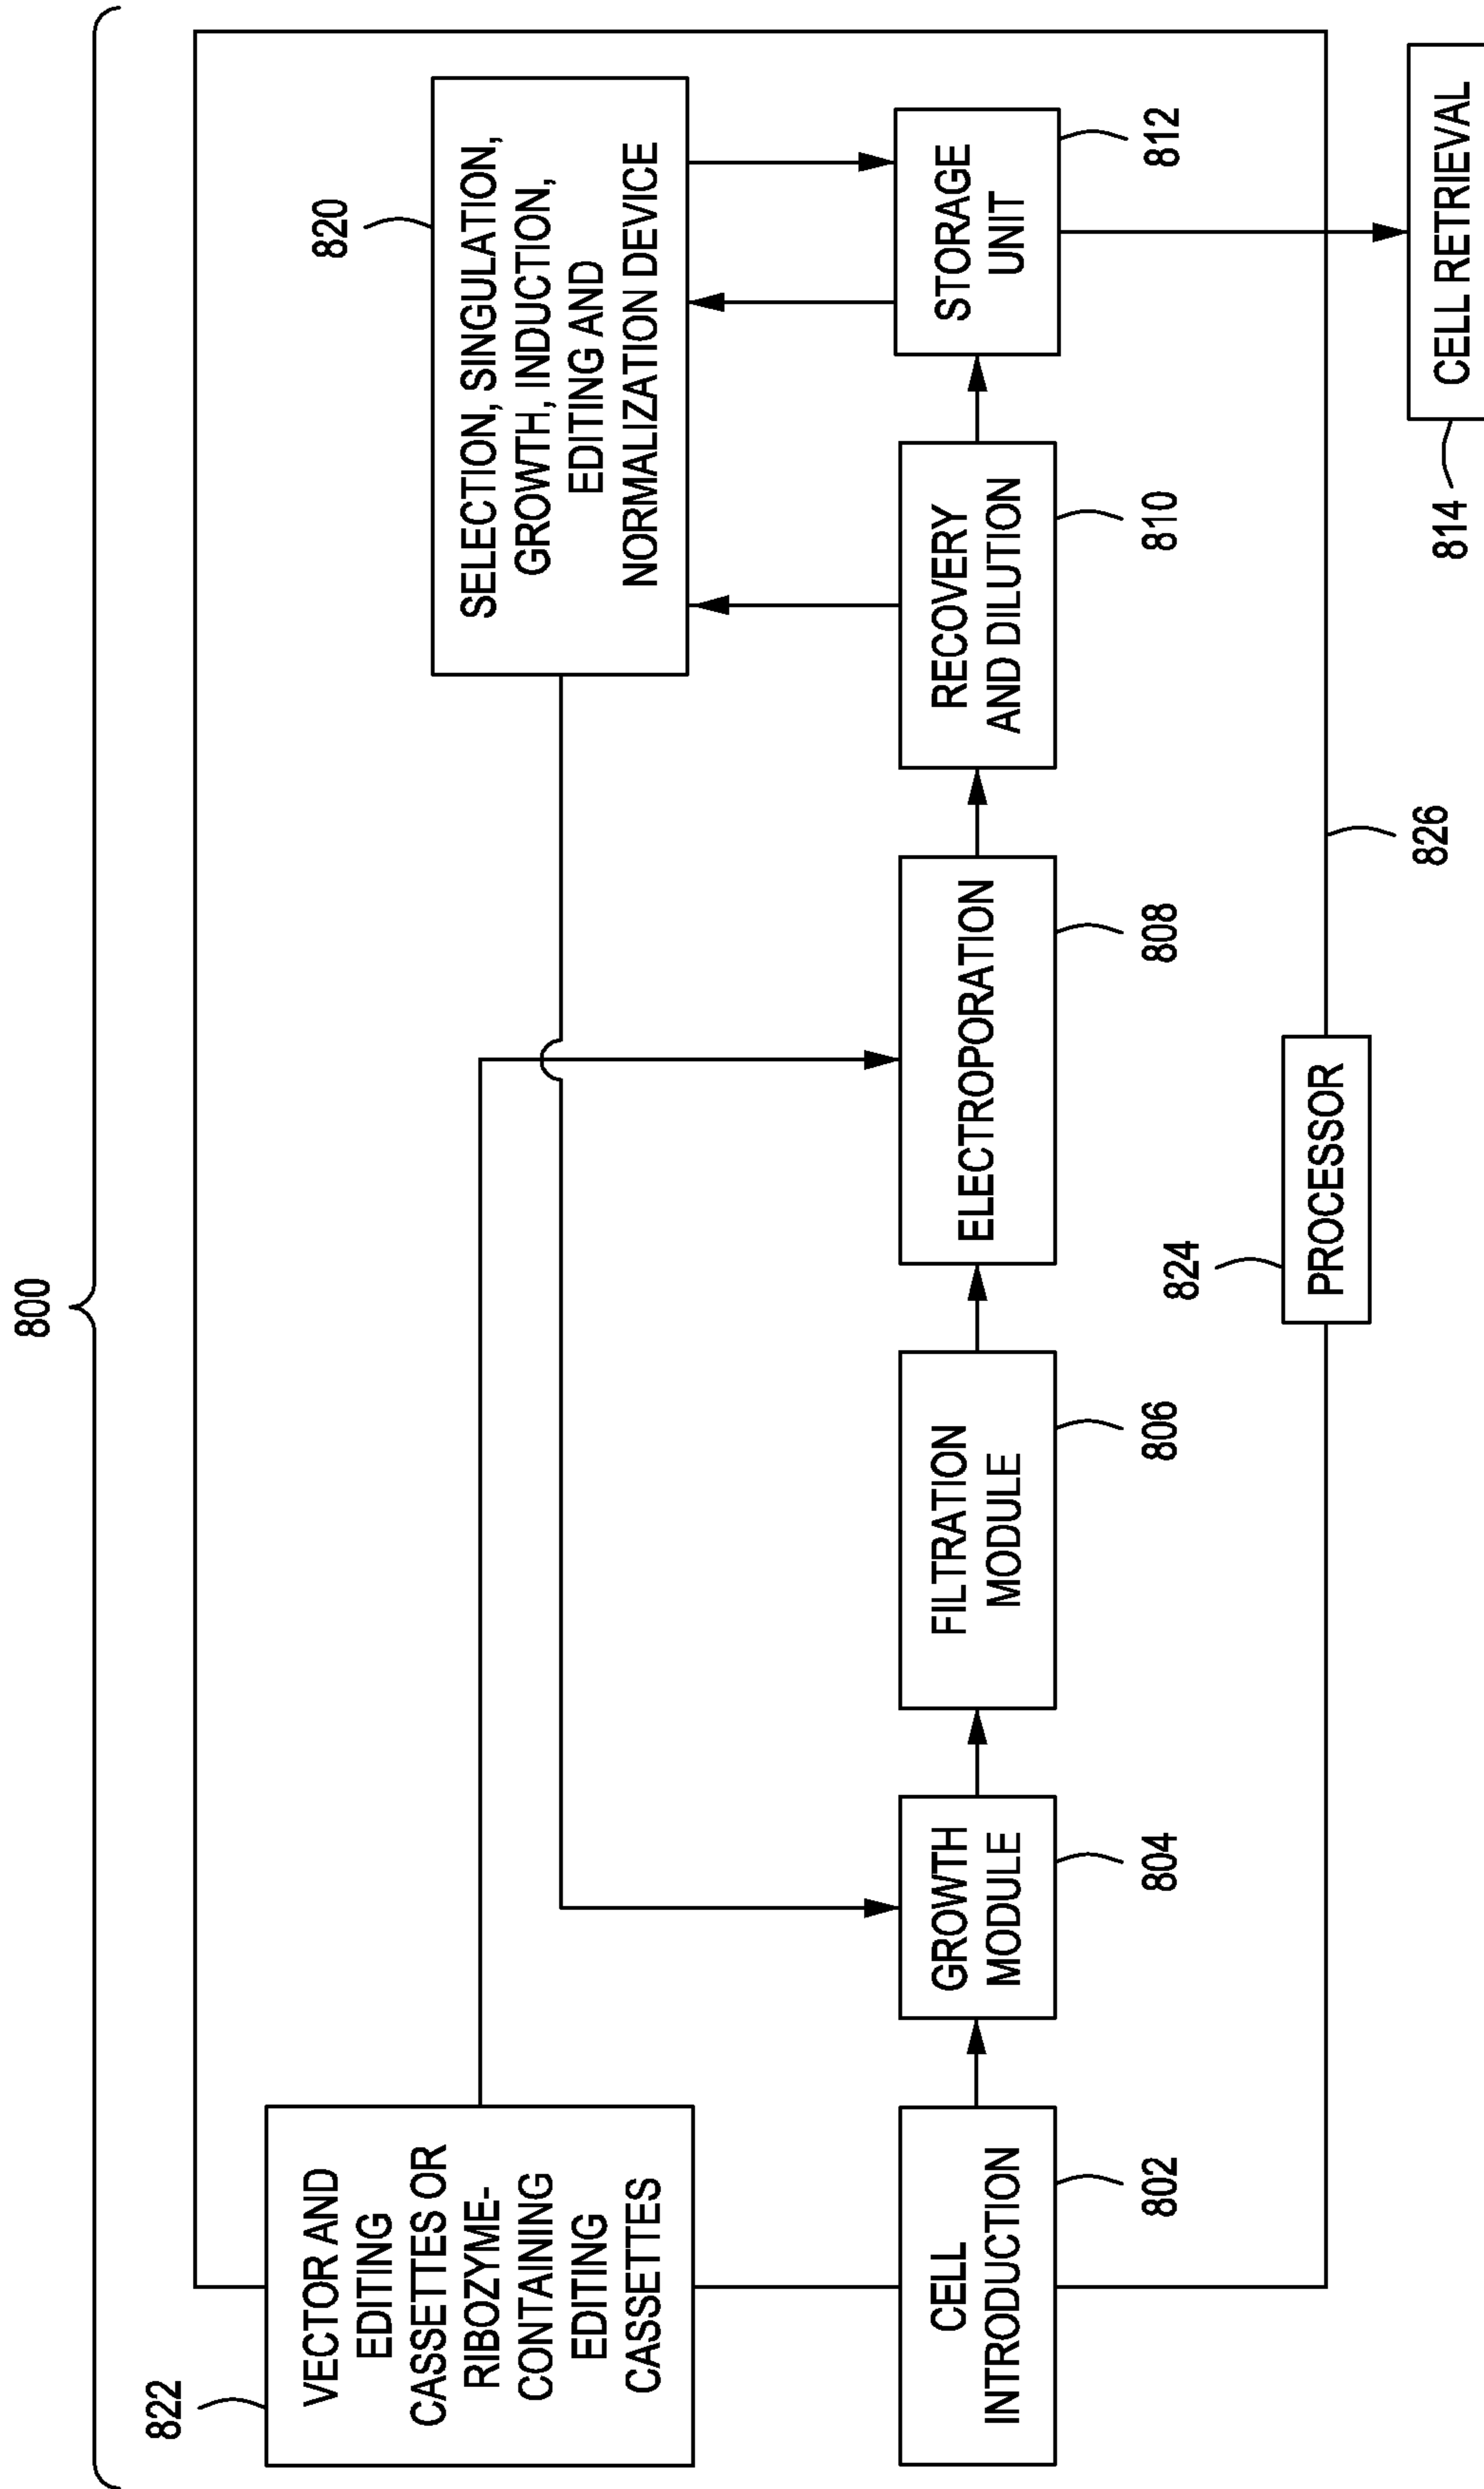 800
822
VECTOR AND
EDITING
CASSETTES OR
RIBOZYME-
CONTAINING
EDITING
CASSETTES
820
SELECTION, SINGULATION,
GROWTH, INDUCTION,
EDITING AND
NORMALIZATION DEVICE
CELL
INTRODUCTION
802
GROWTH
MODULE
804
FILTRATION
MODULE
806
ELECTROPORATION
808
RECOVERY
AND DILUTION
810
STORAGE
UNIT
812
824
PROCESSOR
826
814
CELL RETRIEVAL